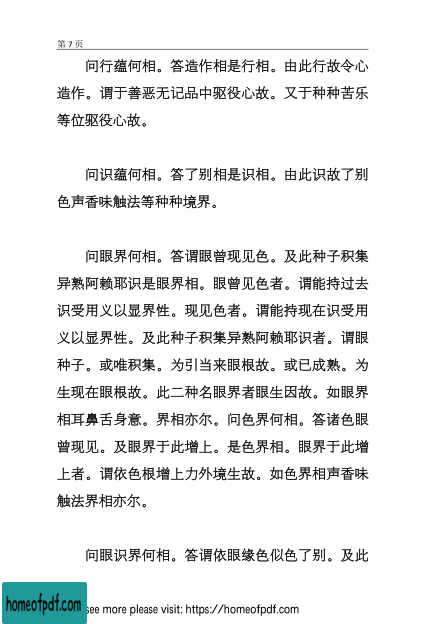 第 7 页
问行蕴何相。答造作相是行相。由此行故令心
造作。谓于善恶无记品中驱役心故。又于种种苦乐
等位驱役心故。
问识蕴何相。答了别相是识相。由此识故了别
色声香味触法等种种境界。
问眼界何相。答谓眼曾现见色。及此种子积集
异熟阿赖耶识是眼界相。眼曾见色者。谓能持过去
识受用义以显界性。现见色者。谓能持现在识受用
义以显界性。及此种子积集异熟阿赖耶识者。谓眼
种子。或唯积集。为引当来眼根故。或已成熟。为
生现在眼根故。此二种名眼界者眼生因故。如眼界
相耳鼻舌身意。界相亦尔。问色界何相。答诸色眼
曾现见。及眼界于此增上。是色界相。眼界于此增
上者。谓依色根增上力外境生故。如色界相声香味
触法界相亦尔。
问眼识界何相。答谓依眼缘色似色了别。及此
homeofpdf.com
see more please visit: https://homeofpdf.com